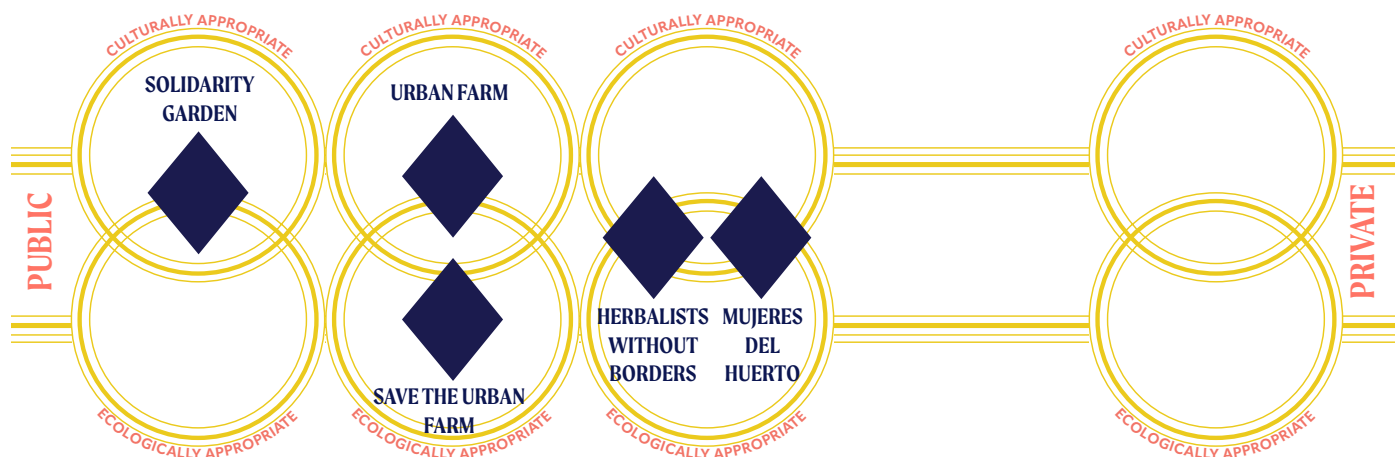 CULTURALLY APPROPRIATE
CULTURALLY APPROPRIATE
CULTURALLY APPROPRIATE
CULTURALLY APPROPRIATE
SOLIDARITY
GARDEN
URBAN FARM
PUBLIC
PRIVATE
HERBALISTS
WITHOUT
BORDERS
MUJERES
DEL
HUERTO
SAVE THE URBAN
FARM
ECOLOGICALLY APPROPRIATE
ECOLOGICALLY APPROPRIATE
ECOLOGICALLY APPROPRIATE
ECOLOGICALLY APPROPRIATE